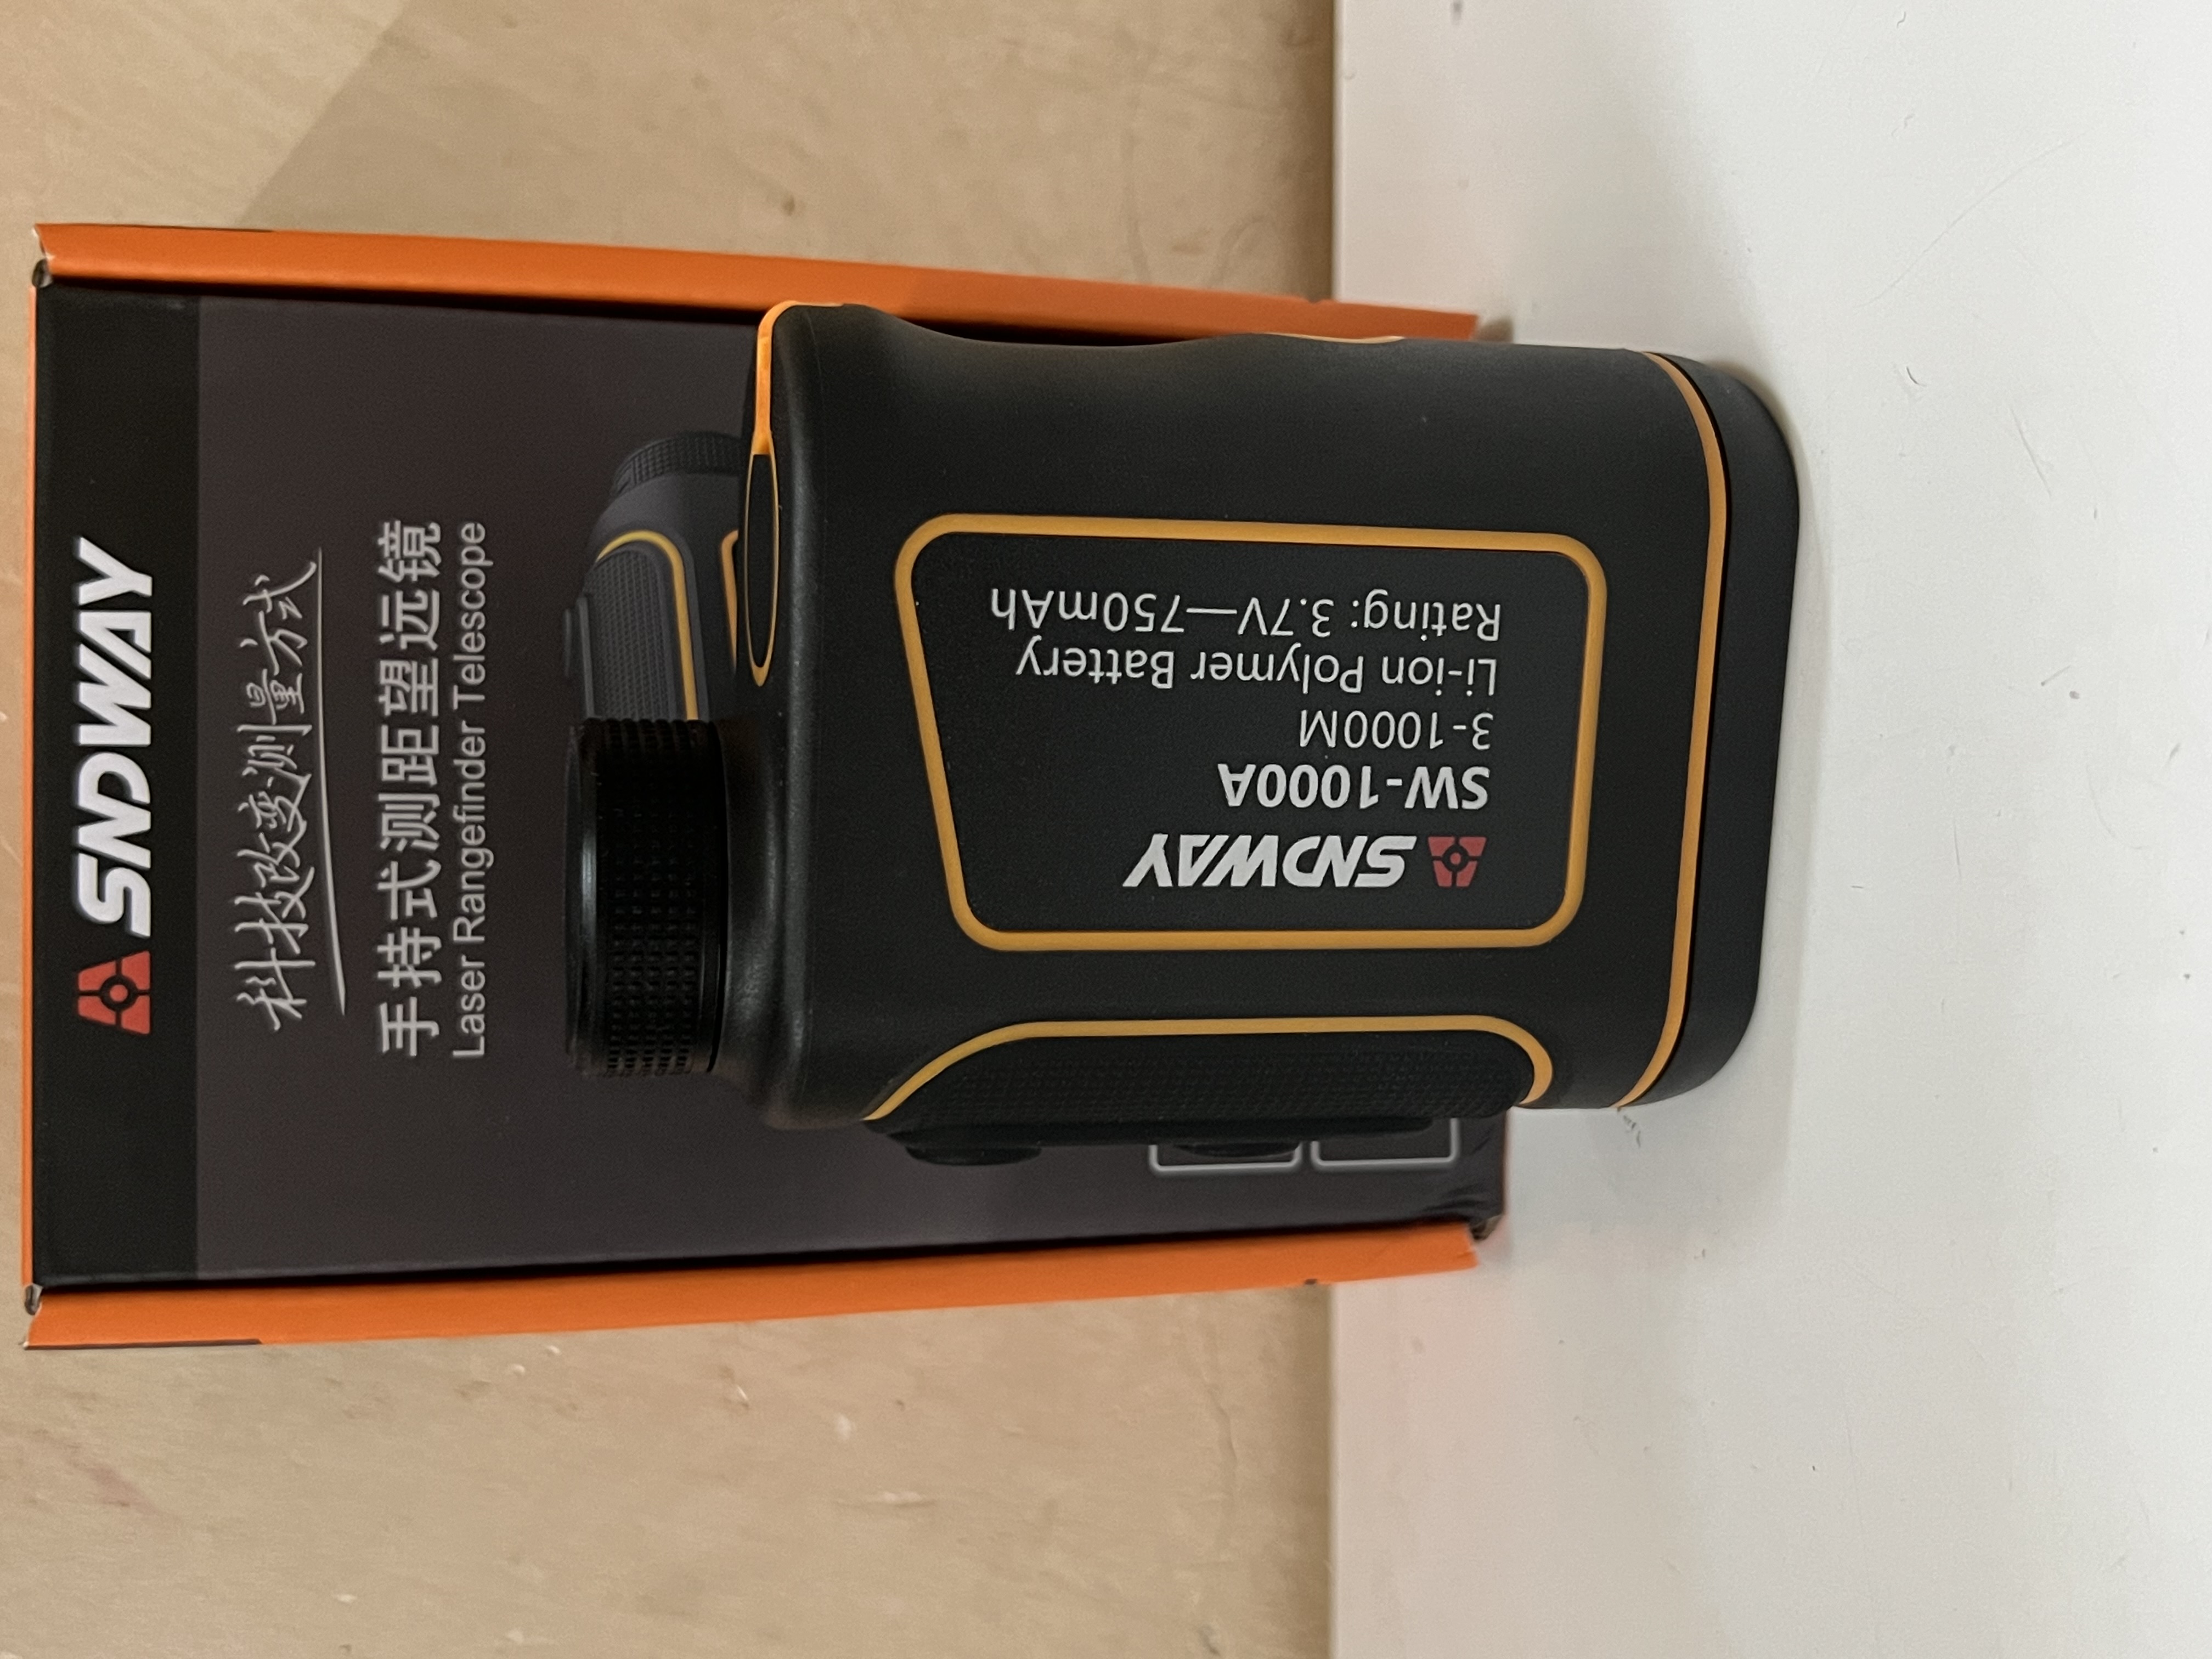 SNDWAY
科技改变测量方式
手持式测距望远镜
Laser Rangefinder Telescope
SNDWAY
SW-1000A
3-1000M
Li-ion Polymer Battery
Rating: 3.7V—750mAh